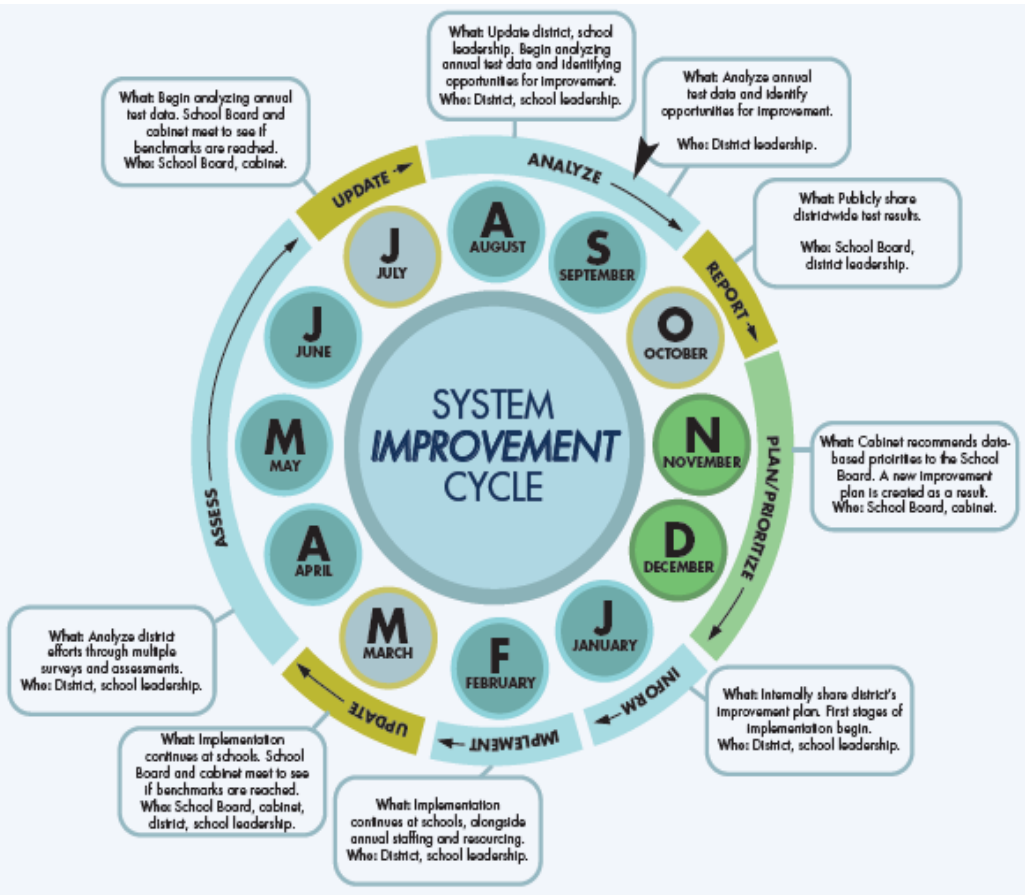 What: Update district, school
leadership. Begin analyzing
annual test data and identifying
opportunities for improvement.
Who: District, school leadership.
What: Analyze annual
test data and identify
opportunities for improvement.
Who: District leadership.
What: Begin analyzing annual
test data. School Board and
cabinet meet to see if
benchmarks are reached.
Who: School Board, cabinet.
What: Publicly share
districtwide test results.
Who: School Board,
district leadership.
What: Cabinet recommends data-
based priorities to the School
Board. A new improvement
plan is created as a result.
Who: School Board, cabinet.
What: Internally share district's
improvement plan. First stages of
implementation begin.
Who: District, school leadership.
What: Implementation
continues at schools, alongside
annual staffing and resourcing.
Who: District, school leadership.
What: Implementation
continues at schools. School
Board and cabinet meet to see
if benchmarks are reached.
Who: School Board, cabinet,
district, school leadership.
What: Analyze district
efforts through multiple
surveys and assessments.
Who: District, school leadership.
UPDATE
ANALYZE
REPORT
PLAN/PRIORITIZE
INFORM
IMPLEMENT
UPDATE
ASSESS
J
JULY
A
AUGUST
S
SEPTEMBER
O
OCTOBER
N
NOVEMBER
D
DECEMBER
J
JANUARY
F
FEBRUARY
M
MARCH
A
APRIL
M
MAY
J
JUNE
SYSTEM
IMPROVEMENT
CYCLE